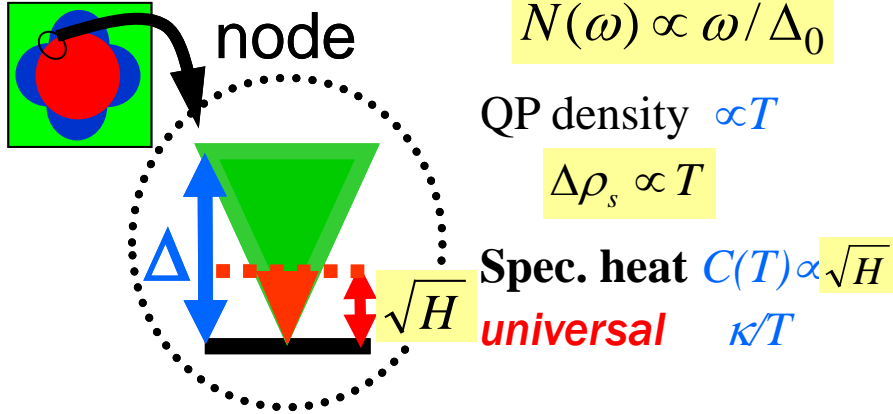 node
N(ω) ∝ ω/Δ₀
QP density ∝T
Δρₛ ∝ T
Δ
√H
Spec. heat C(T)∝√H
universal κ/T